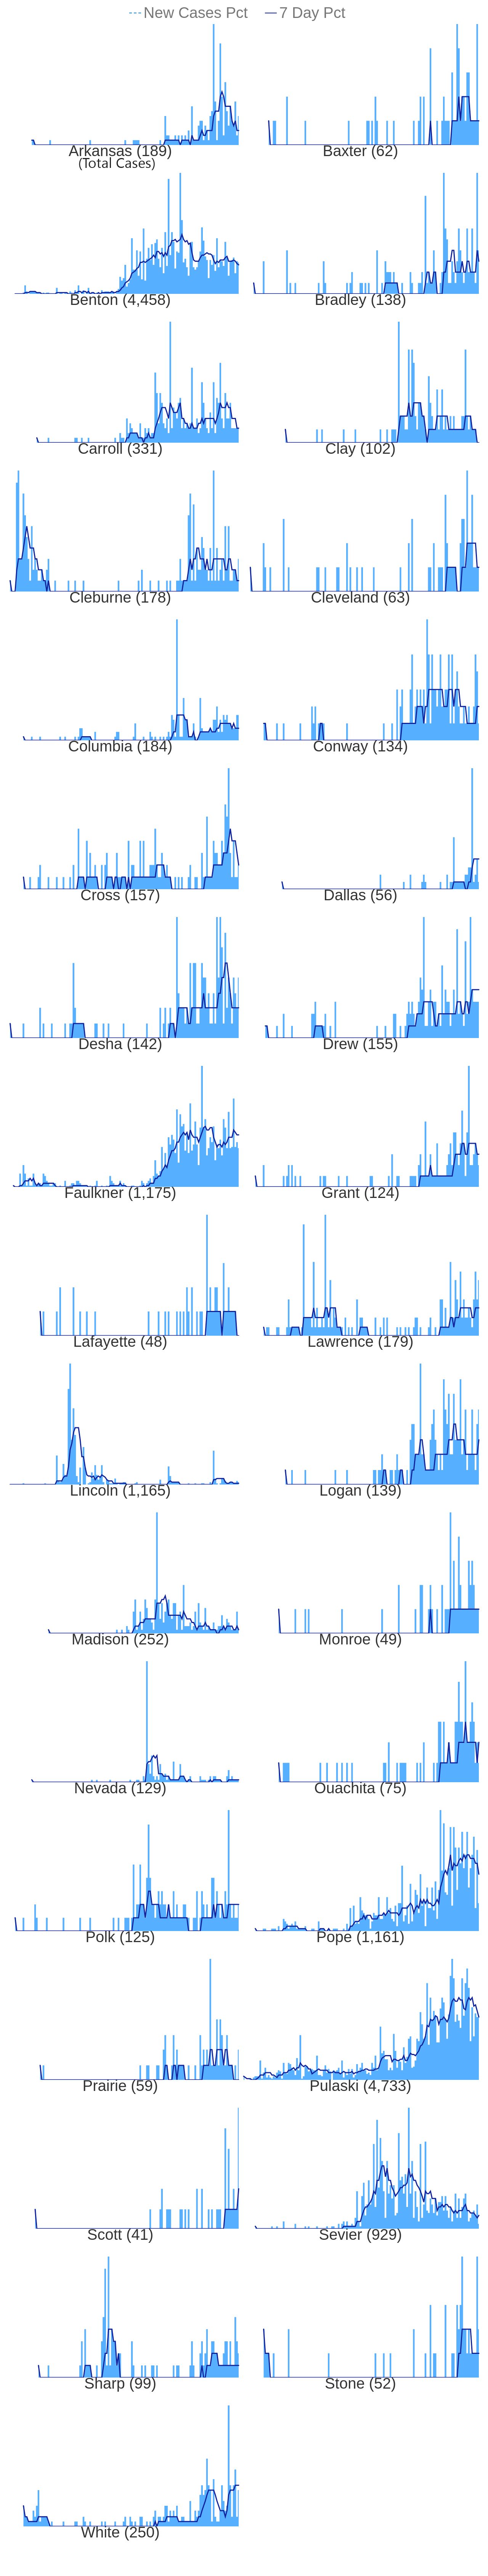 New Cases Pct 7 Day Pct
Arkansas (189) Baxter (62)
(Total Cases)
Benton (4,458) Bradley (138)
Carroll (331) Clay (102)
Cleburne (178) Cleveland (63)
Columbia (184) Conway (134)
Cross (157) Dallas (56)
Desha (142) Drew (155)
Faulkner (1,175) Grant (124)
Lafayette (48) Lawrence (179)
Lincoln (1,165) Logan (139)
Madison (252) Monroe (49)
Nevada (129) Ouachita (75)
Polk (125) Pope (1,161)
Prairie (59) Pulaski (4,733)
Scott (41) Sevier (929)
Sharp (99) Stone (52)
White (250)